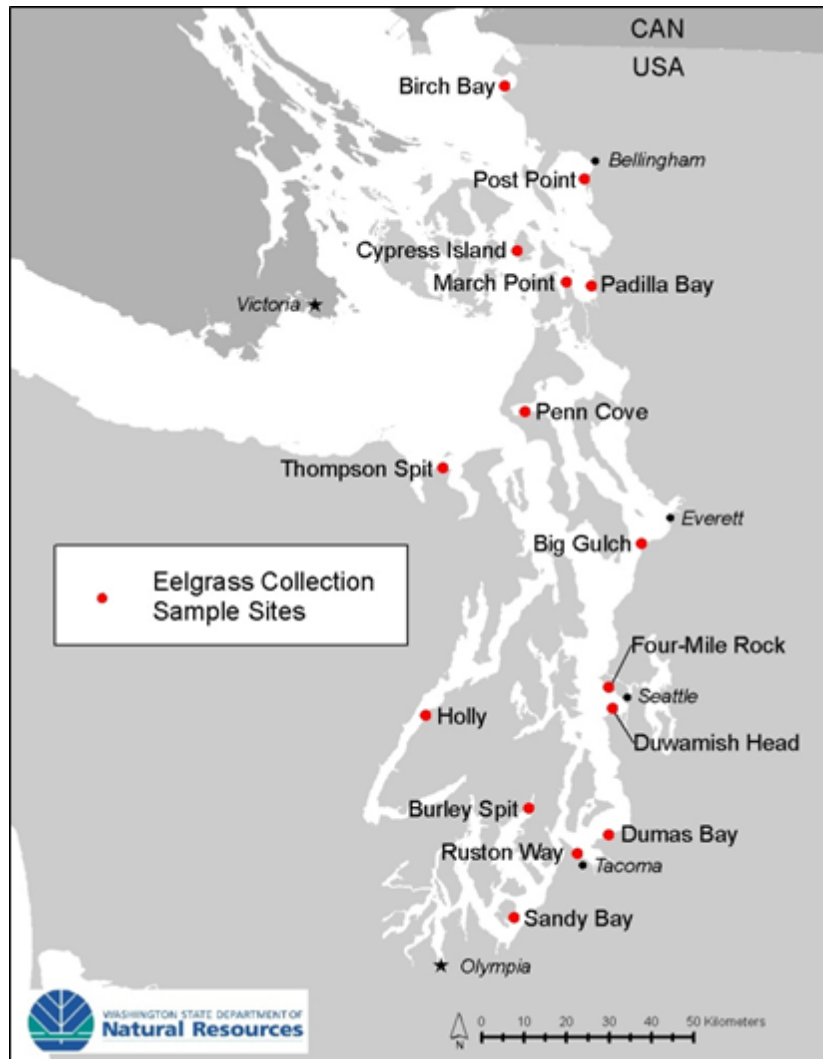 CAN
USA
Birch Bay
Bellingham
Post Point
Cypress Island
March Point
Padilla Bay
Victoria
Penn Cove
Thompson Spit
Everett
Big Gulch
Eelgrass Collection
Sample Sites
Four-Mile Rock
Seattle
Holly
Duwamish Head
Burley Spit
Dumas Bay
Ruston Way
Tacoma
Sandy Bay
Olympia
WASHINGTON STATE DEPARTMENT OF
Natural Resources
N
0 10 20 30 40 50 Kilometers